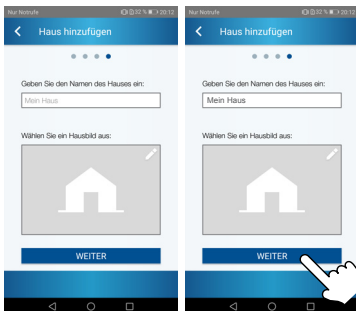 Nur Notrufe 32 % 20:12
Haus hinzufügen
Geben Sie den Namen des Hauses ein:
Mein Haus
Wählen Sie ein Hausbild aus:
WEITER
Nur Notrufe 32 % 20:12
Haus hinzufügen
Geben Sie den Namen des Hauses ein:
Mein Haus
Wählen Sie ein Hausbild aus:
WEITER